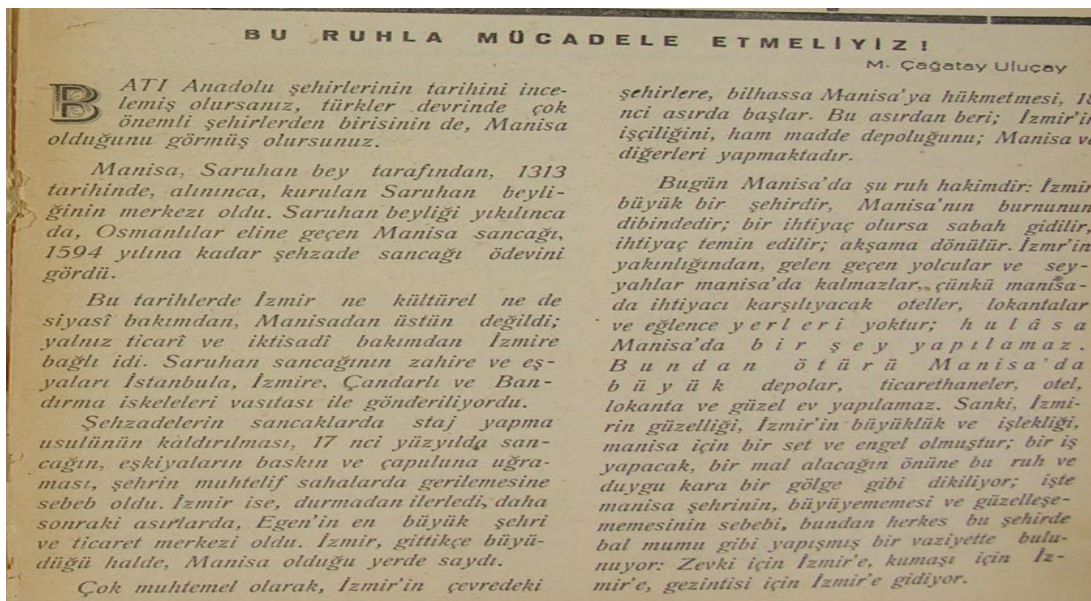 BU RUHLA MÜCADELE ETMELİYİZ!
M. Çağatay Uluçay
BATI Anadolu şehirlerinin tarihini ince-
lemiş olursanız, türkler devrinde çok
önemli şehirlerden birisinin de, Manisa
olduğunu görmüş olursunuz.
Manisa, Saruhan bey tarafından, 1313
tarihinde, alınınca, kurulan Saruhan beyli-
ğinin merkezı oldu. Saruhan beyliği yıkılınca
da, Osmanlılar eline geçen Manisa sancağı,
1594 yılına kadar şehzade sancağı ödevini
gördü.
Bu tarihlerde İzmir ne kültürel ne de
siyasî bakımdan, Manisadan üstün değildi;
yalnız ticarî ve iktisadî bakımdan İzmire
bağlı idi. Saruhan sancağının zahire ve eş-
yaları İstanbula, İzmire, Çandarlı ve Ban-
dırma iskeleleri vasıtası ile gönderiliyordu.
Şehzadelerin sancaklarda staj yapma
usulünün kaldırılması, 17 nci yüzyılda san-
cağın, eşkiyaların baskın ve çapuluna uğra-
ması, şehrin muhtelif sahalarda gerilemesine
sebeb oldu. İzmir ise, durmadan ilerledi, daha
sonraki asırlarda, Egen'in en büyük şehri
ve ticaret merkezi oldu. İzmir, gittikçe büyü-
düğü halde, Manisa olduğu yerde saydı.
Çok muhtemel olarak, İzmir'in çevredeki
şehirlere, bilhassa Manisa'ya hükmetmesi,
nci asırda başlar. Bu asırdan beri; İzmir'in
işçiliğini, ham madde depoluğunu; Manisa ve
diğerleri yapmaktadır.
Bugün Manisa'da şu ruh hakimdir: İzmir
büyük bir şehirdir, Manisa'nın burnunun
dibindedir; bir ihtiyaç olursa sabah gidilir,
ihtiyaç temin edilir; akşama dönülür. İzmr'in
yakınlığından, gelen geçen yolcular ve sey-
yahlar manisa'da kalmazlar, çünkü manisa-
da ihtiyacı karşılıyacak oteller, lokantalar
ve eğlence yerleri yoktur; hulâsa
Manisa'da bir şey yapılamaz.
Bundan ötürü Manisa'da
büyük depolar, ticarethaneler, otel,
lokanta ve güzel ev yapılamaz. Sanki, İzmi-
rin güzelliği, İzmir'in büyüklük ve işlekliği,
manisa için bir set ve engel olmuştur; bir iş
yapacak, bir mal alacağın önüne bu ruh ve
duygu kara bir gölge gibi dikiliyor; işte
manisa şehrinin, büyüyememesi ve güzelleşe-
memesinin sebebi, bundan herkes bu şehirde
bal mumu gibi yapışmış bir vaziyette bulu-
nuyor: Zevki için İzmir'e, kumaşı için İz-
mir'e, gezintisi için İzmir'e gidiyor.